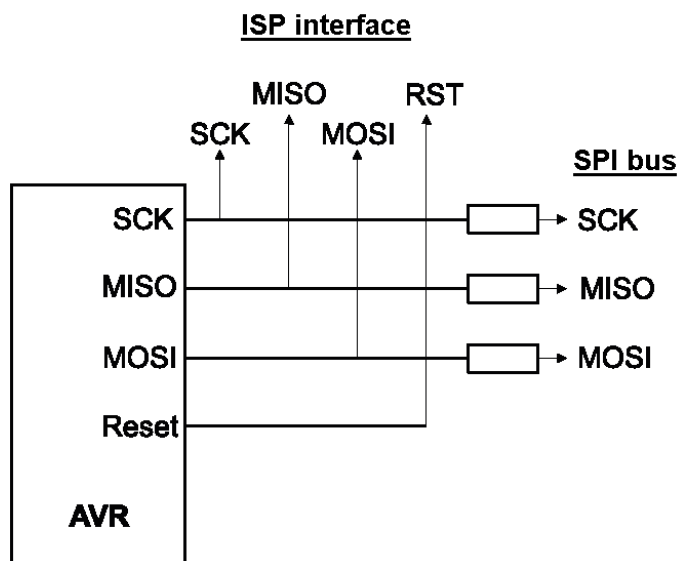 ISP interface
MISO
RST
SCK
MOSI
SPI bus
SCK
SCK
MISO
MISO
MOSI
MOSI
Reset
AVR